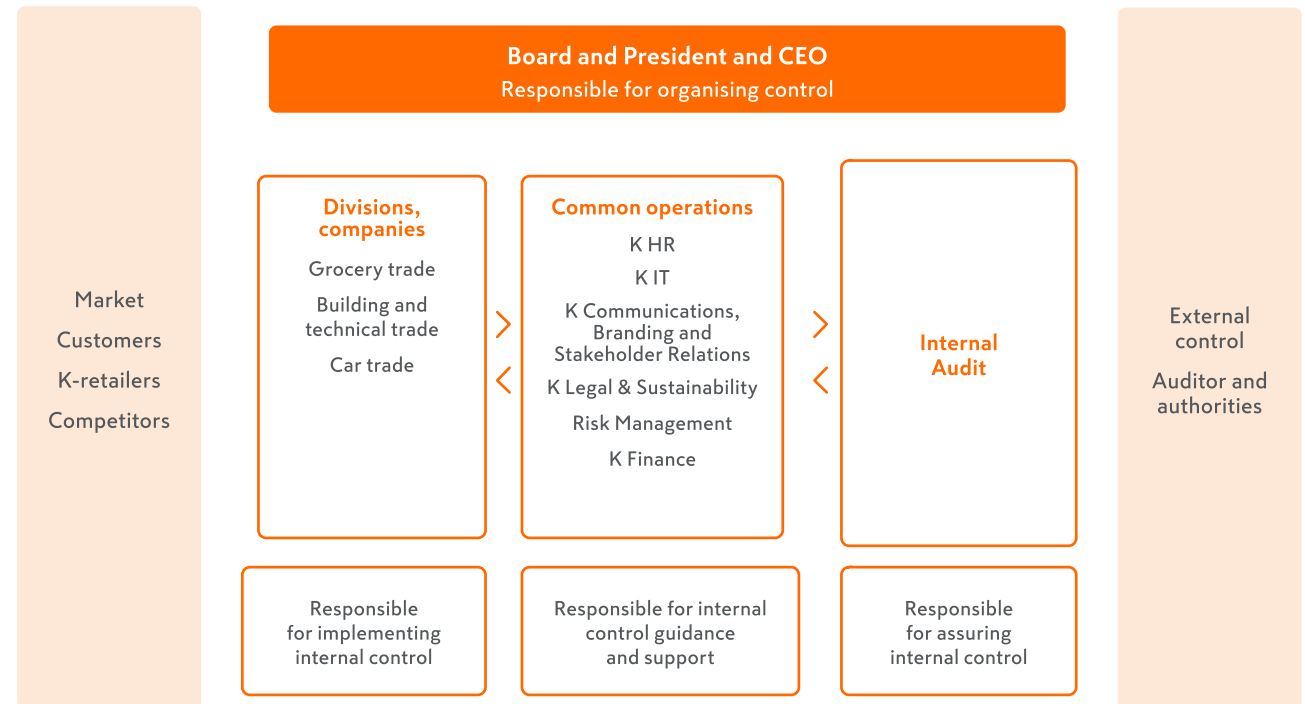 Board and President and CEO
Responsible for organising control
Market
Customers
K-retailers
Competitors
Divisions,
companies
Grocery trade
Building and
technical trade
Car trade
Common operations
K HR
K IT
K Communications,
Branding and
Stakeholder Relations
K Legal & Sustainability
Risk Management
K Finance
Internal
Audit
External
control
Auditor and
authorities
Responsible
for implementing
internal control
Responsible for internal
control guidance
and support
Responsible
for assuring
internal control